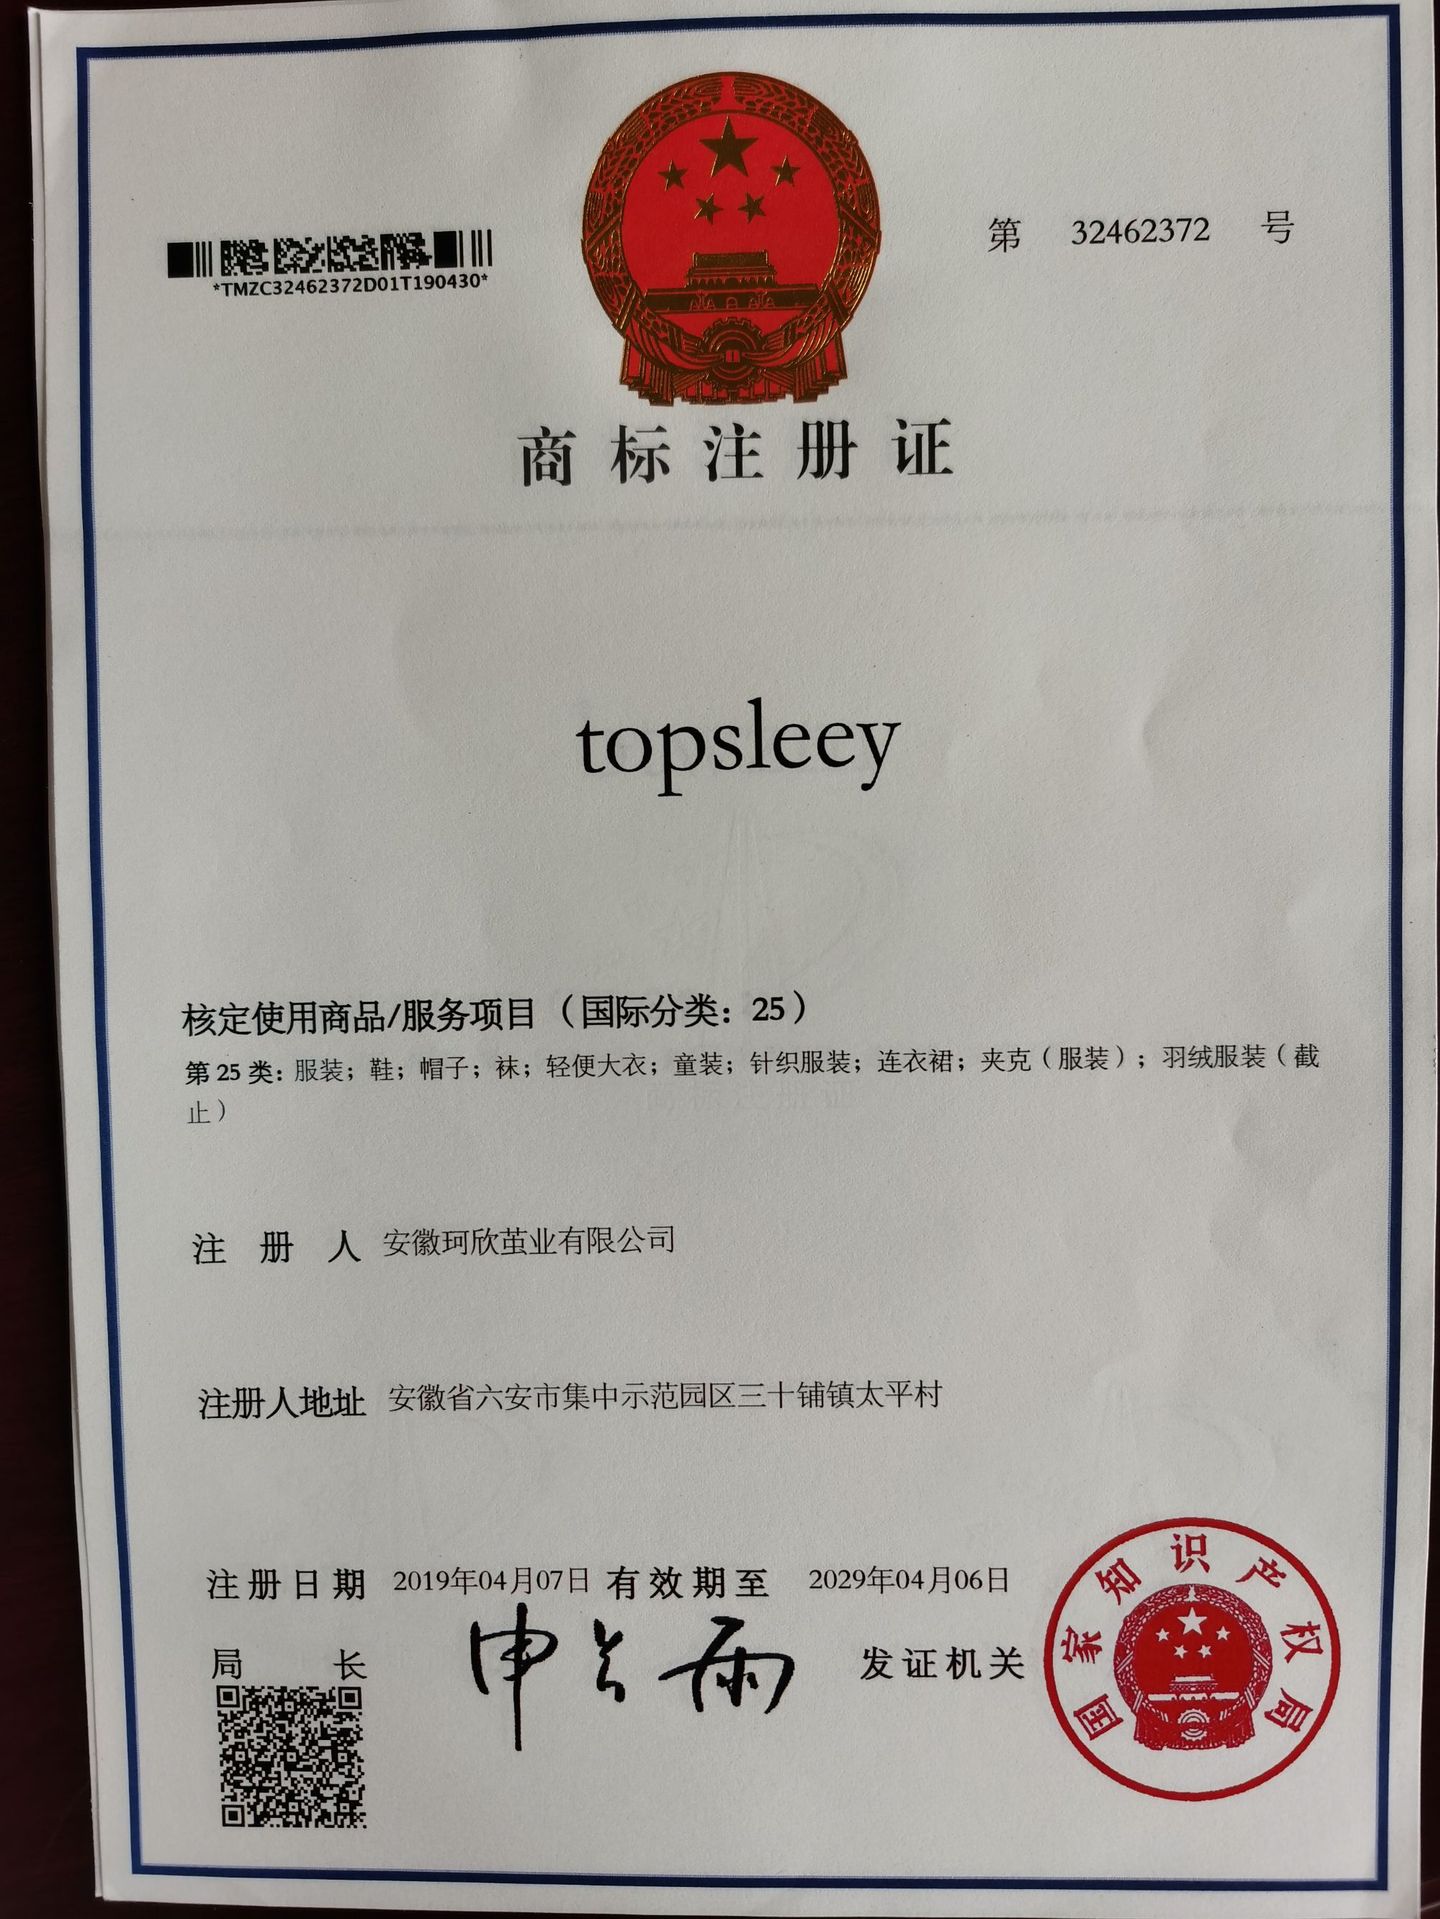 第 32462372 号
*TMZC32462372D01T190430*
商标注册证
topsleey
核定使用商品/服务项目（国际分类：25）
第25类：服装；鞋；帽子；袜；轻便大衣；童装；针织服装；连衣裙；夹克（服装）；羽绒服装（截
止）
注册人 安徽珂欣茧业有限公司
注册人地址 安徽省六安市集中示范园区三十铺镇太平村
注册日期 2019年04月07日 有效期至 2029年04月06日
局长 申长雨 发证机关
国家知识产权局